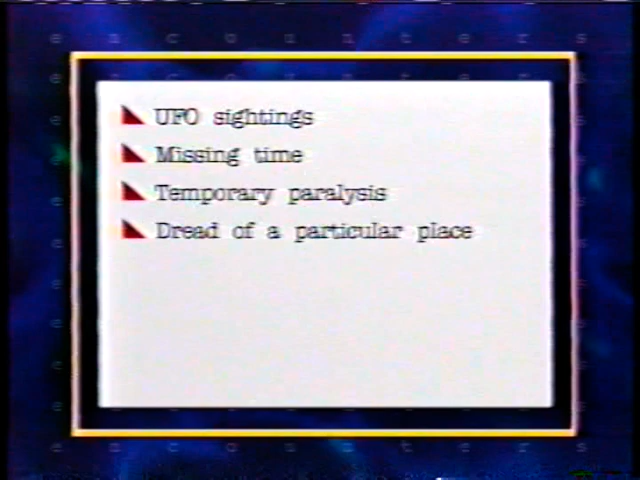 e n c o u n t e r s
UFO sightings
Missing time
Temporary paralysis
Dread of a particular place
e n c o u n t e r s